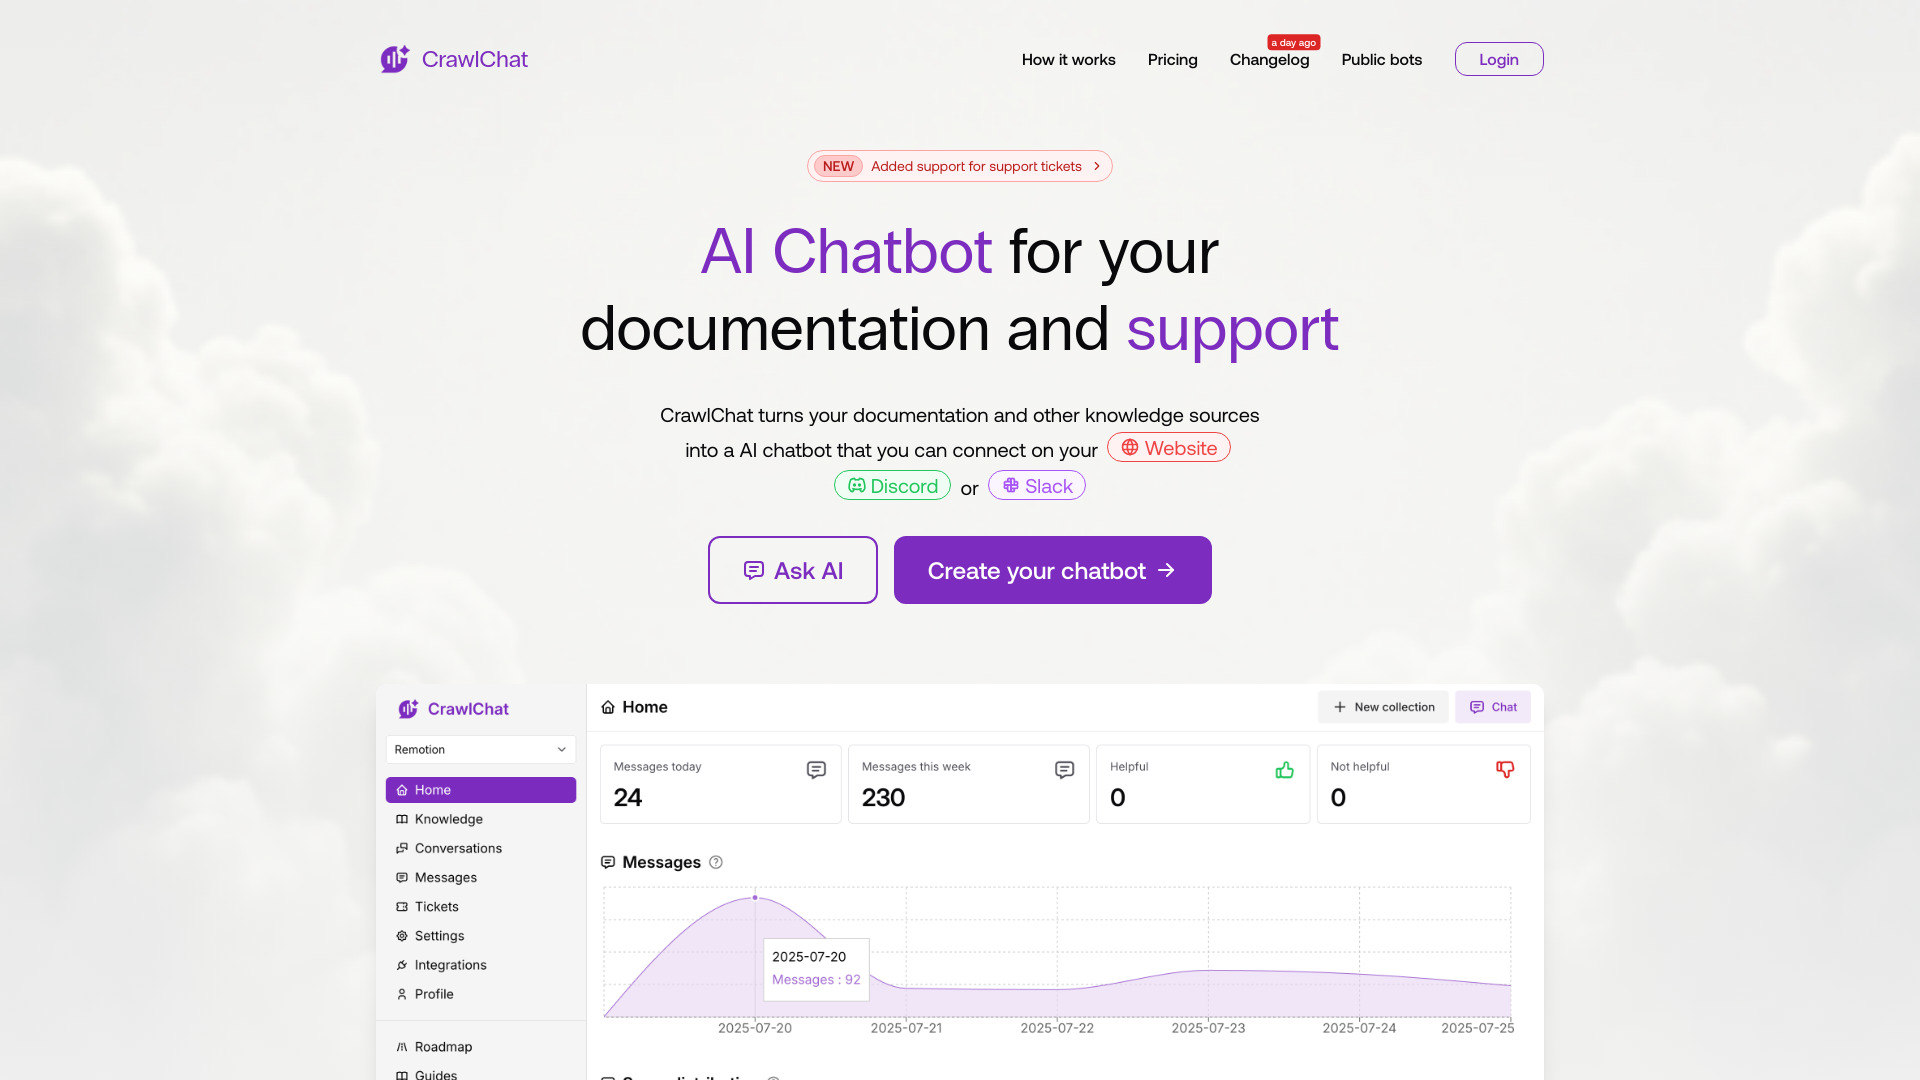 CrawlChat
How it works
Pricing
a day ago
Changelog
Public bots
Login
NEW Added support for support tickets
AI Chatbot for your
documentation and support
CrawlChat turns your documentation and other knowledge sources
into a AI chatbot that you can connect on your Website
Discord or Slack
Ask AI
Create your chatbot
CrawlChat
Remotion
Home
Knowledge
Conversations
Messages
Tickets
Settings
Integrations
Profile
Roadmap
Guides
Home
New collection
Chat
Messages today
24
Messages this week
230
Helpful
0
Not helpful
0
Messages
2025-07-20
Messages : 92
2025-07-20
2025-07-21
2025-07-22
2025-07-23
2025-07-24
2025-07-25